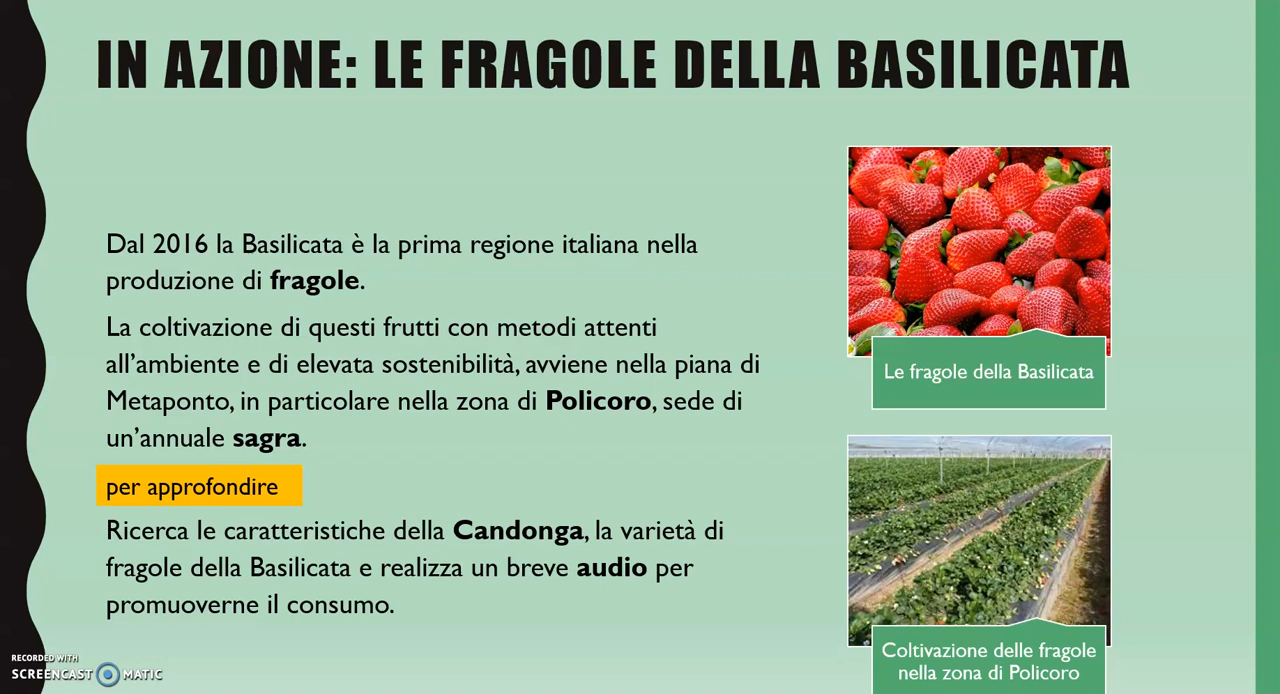 IN AZIONE: LE FRAGOLE DELLA BASILICATA
Dal 2016 la Basilicata è la prima regione italiana nella
produzione di fragole.
La coltivazione di questi frutti con metodi attenti
all’ambiente e di elevata sostenibilità, avviene nella piana di
Metaponto, in particolare nella zona di Policoro, sede di
un’annuale sagra.
per approfondire
Ricerca le caratteristiche della Candonga, la varietà di
fragole della Basilicata e realizza un breve audio per
promuoverne il consumo.
Le fragole della Basilicata
Coltivazione delle fragole
nella zona di Policoro
RECORDED WITH
SCREENCAST MATIC